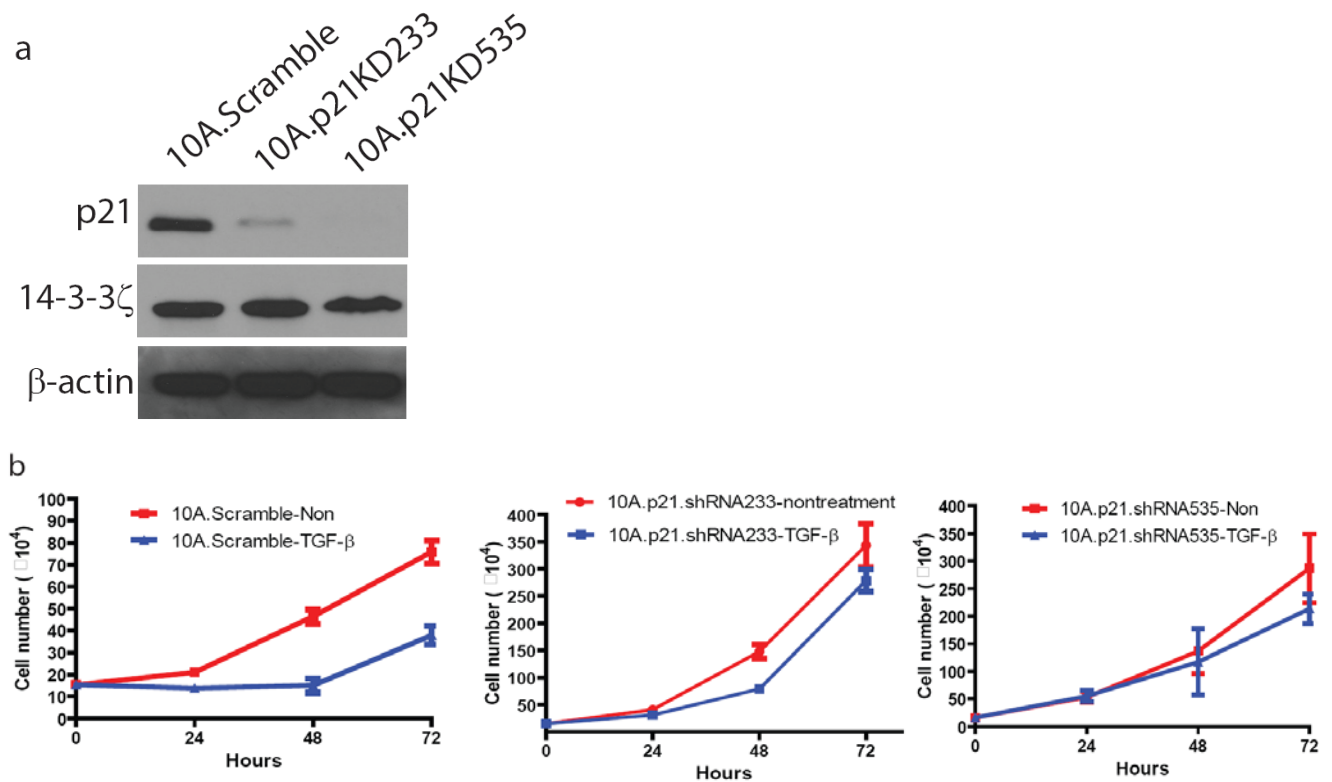 a
10A.Scramble
10A.p21KD233
10A.p21KD535
p21
14-3-3ζ
β-actin
b
10A.Scramble-Non
10A.Scramble-TGF-β
Cell number ( □10⁴)
100
90
80
70
60
50
40
30
20
10
0
0 24 48 72
Hours
10A.p21.shRNA233-nontreatment
10A.p21.shRNA233-TGF-β
Cell number ( □10⁴)
400
350
300
250
200
150
100
50
0 24 48 72
Hours
10A.p21.shRNA535-Non
10A.p21.shRNA535-TGF-β
Cell number ( □10⁴)
400
350
300
250
200
150
100
50
0
0 24 48 72
Hours